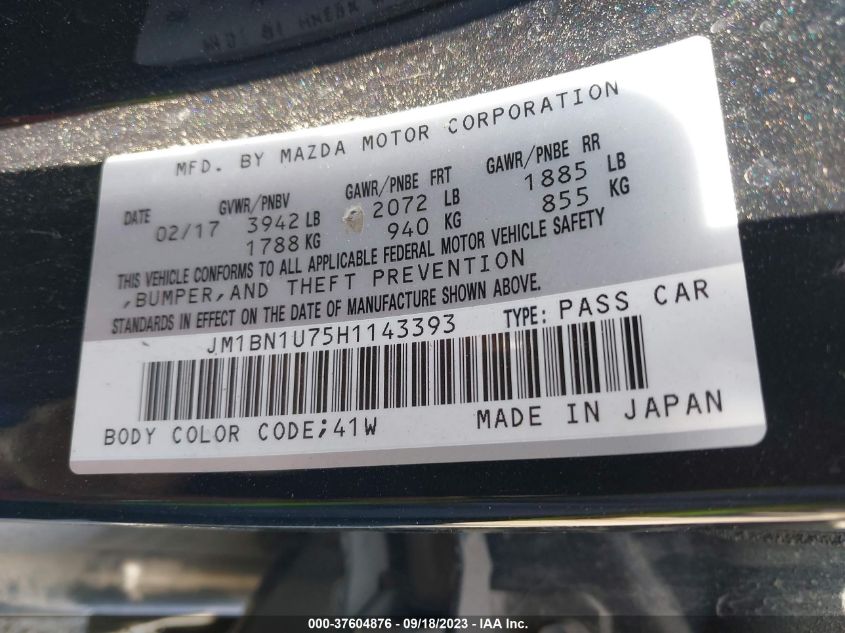 MFD. BY MAZDA MOTOR CORPORATION
DATE GVWR/PNBV GAWR/PNBE FRT GAWR/PNBE RR
02/17 3942 LB 2072 LB 1885 LB
1788 KG 940 KG 855 KG
THIS VEHICLE CONFORMS TO ALL APPLICABLE FEDERAL MOTOR VEHICLE SAFETY
,BUMPER,AND THEFT PREVENTION
STANDARDS IN EFFECT ON THE DATE OF MANUFACTURE SHOWN ABOVE.
JM1BN1U75H1143393 TYPE: PASS CAR
BODY COLOR CODE;41W MADE IN JAPAN
000-37604876 / 09/18/2023 - IAA Inc.